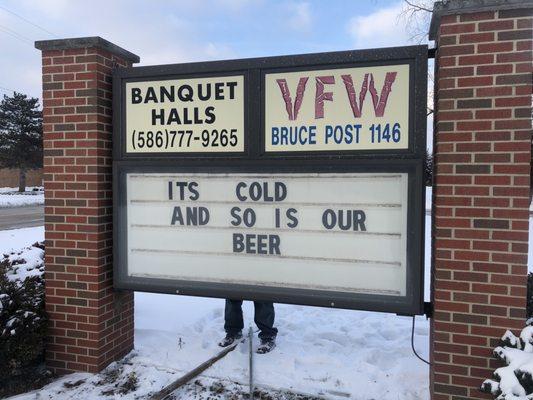 BANQUET
HALLS
(586)777-9265
VFW
BRUCE POST 1146
ITS COLD
AND SO IS OUR
BEER